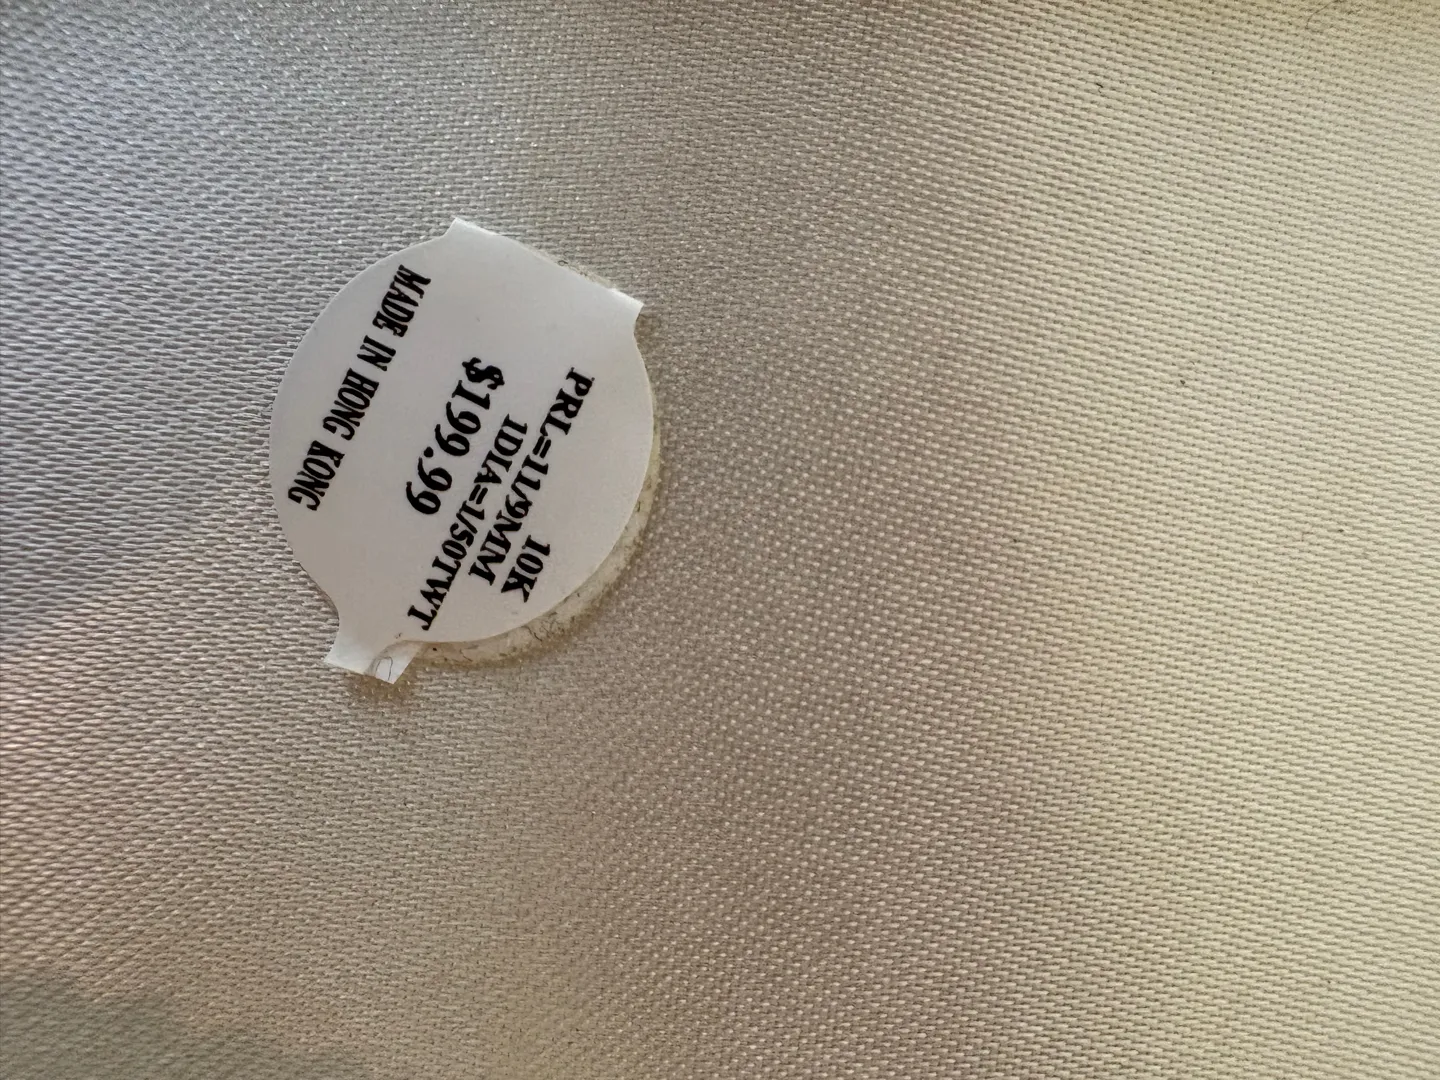 10K
PRL=11/9MM
1DIA=1/50TWT
$199.99
MADE IN HONG KONG